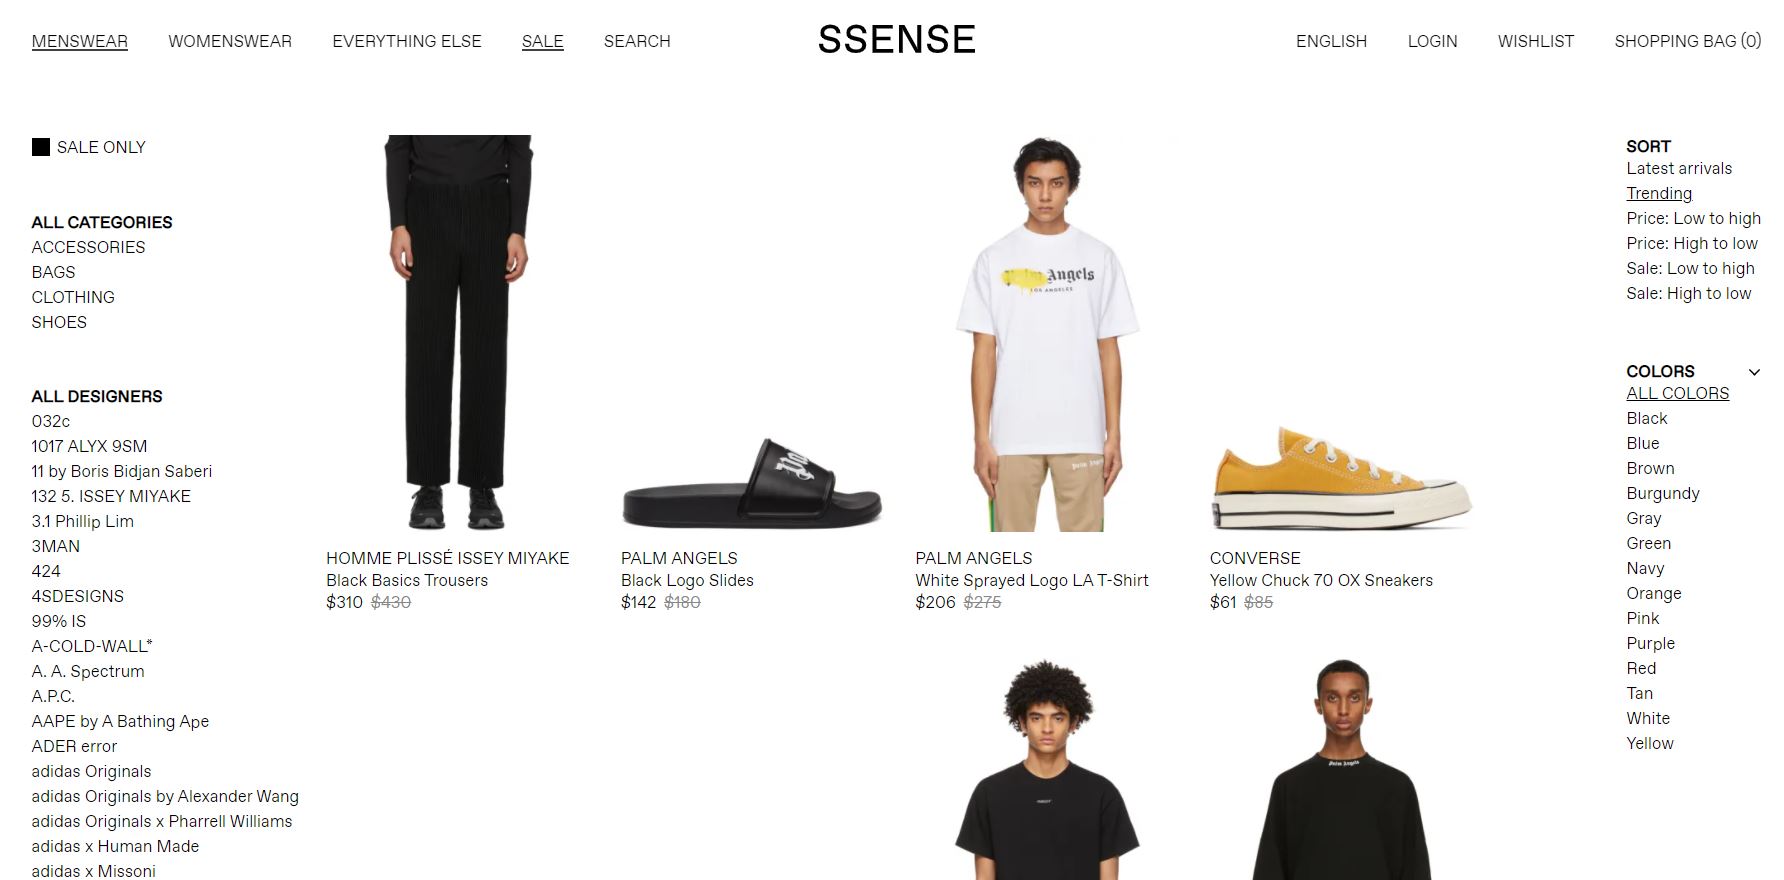 MENSWEAR
WOMENSWEAR
EVERYTHING ELSE
SALE
SEARCH
SSENSE
ENGLISH
LOGIN
WISHLIST
SHOPPING BAG (0)
SALE ONLY
ALL CATEGORIES
ACCESSORIES
BAGS
CLOTHING
SHOES
ALL DESIGNERS
032c
1017 ALYX 9SM
11 by Boris Bidjan Saberi
132 5. ISSEY MIYAKE
3.1 Phillip Lim
3MAN
424
4SDESIGNS
99% IS
A-COLD-WALL*
A. A. Spectrum
A.P.C.
AAPE by A Bathing Ape
ADER error
adidas Originals
adidas Originals by Alexander Wang
adidas Originals x Pharrell Williams
adidas x Human Made
adidas x Missoni
HOMME PLISSÉ ISSEY MIYAKE
Black Basics Trousers
$310 $430
PALM ANGELS
Black Logo Slides
$142 $180
Angels
LOS ANGELES
Palm Angels
PALM ANGELS
White Sprayed Logo LA T-Shirt
$206 $275
CONVERSE
Yellow Chuck 70 OX Sneakers
$61 $85
Palm Angels
SORT
Latest arrivals
Trending
Price: Low to high
Price: High to low
Sale: Low to high
Sale: High to low
COLORS
ALL COLORS
Black
Blue
Brown
Burgundy
Gray
Green
Navy
Orange
Pink
Purple
Red
Tan
White
Yellow